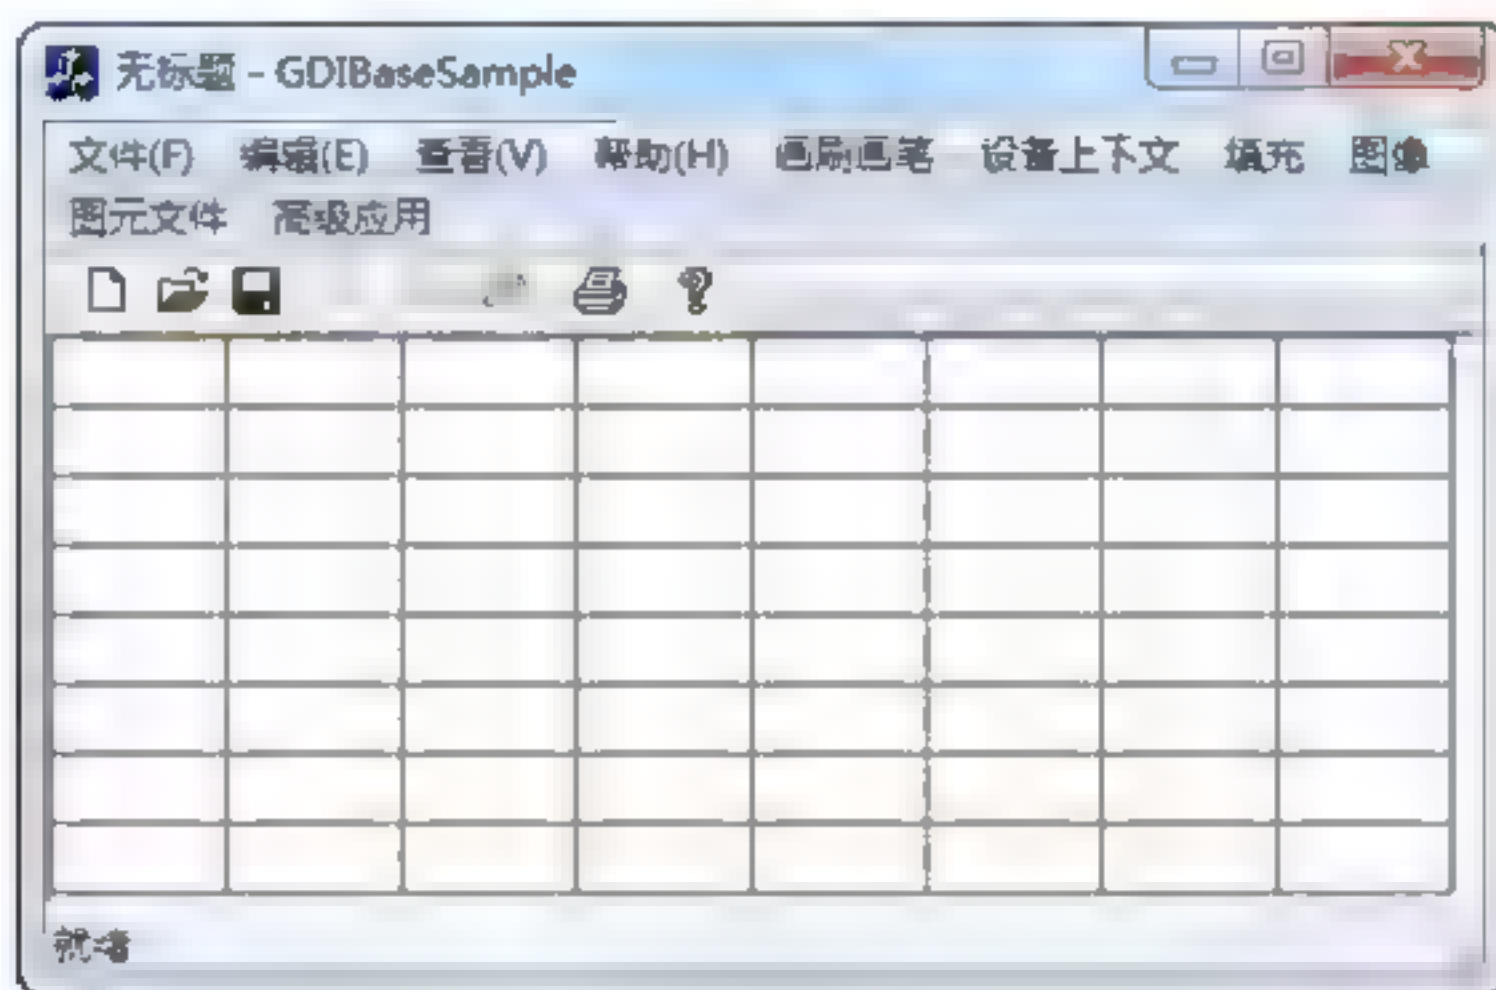 无标题 - GDIBaseSample
文件(F) 编辑(E) 查看(V) 帮助(H) 画刷画笔 设备上下文 填充 图像
图元文件 高级应用
就绪